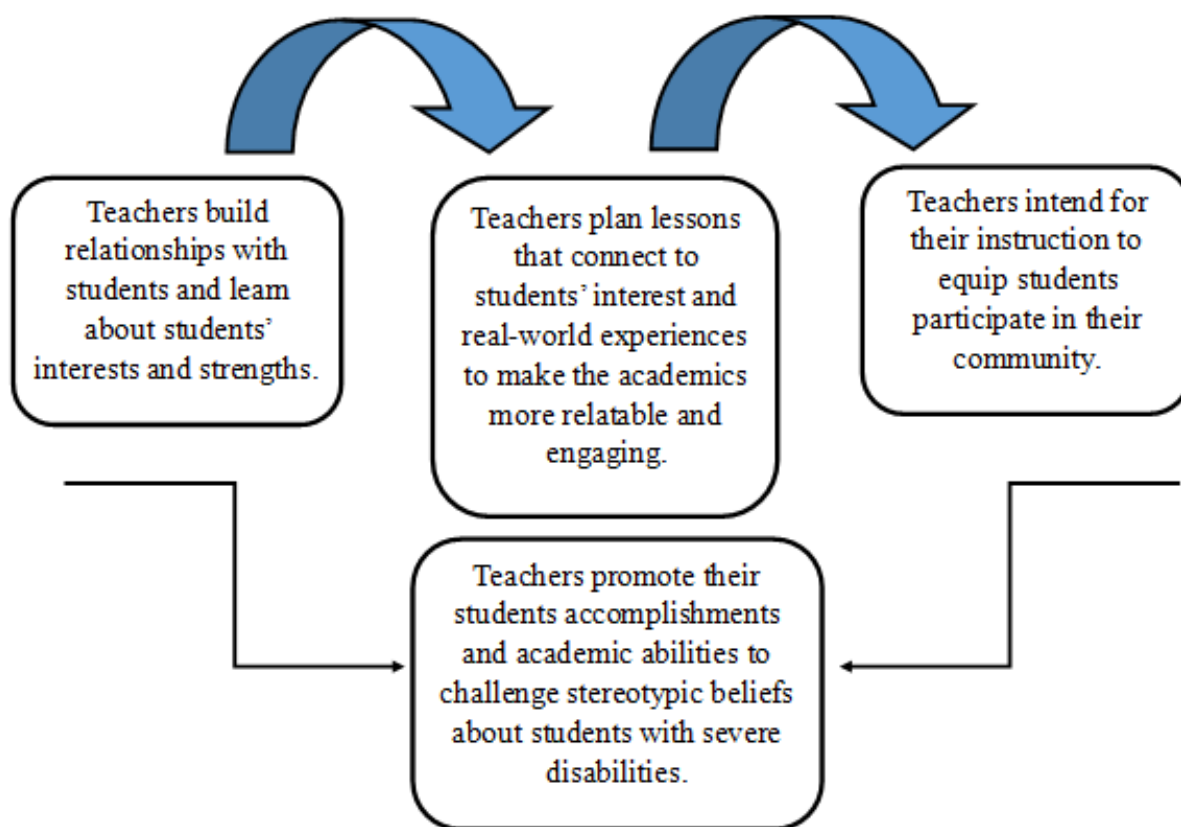 Teachers build
relationships with
students and learn
about students’
interests and strengths.
Teachers plan lessons
that connect to
students’ interest and
real-world experiences
to make the academics
more relatable and
engaging.
Teachers intend for
their instruction to
equip students
participate in their
community.
Teachers promote their
students accomplishments
and academic abilities to
challenge stereotypic beliefs
about students with severe
disabilities.